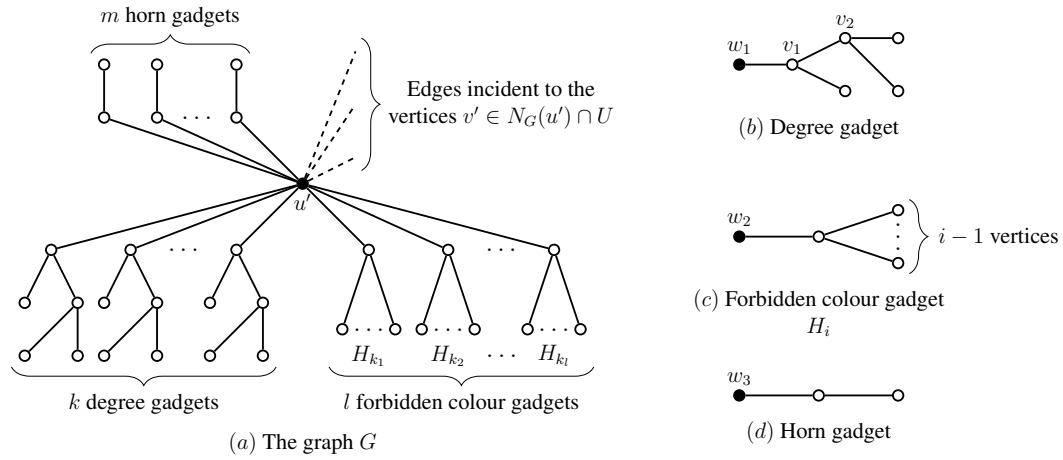 m horn gadgets
· · ·
Edges incident to the
vertices v′ ∈ N_G(u′) ∩ U
u′
· · ·
· · ·
· · · · · · · · ·
H_{k_1} H_{k_2} · · · H_{k_l}
k degree gadgets
l forbidden colour gadgets
(a) The graph G
w_1
v_1
v_2
(b) Degree gadget
w_2
i − 1 vertices
(c) Forbidden colour gadget
H_i
w_3
(d) Horn gadget